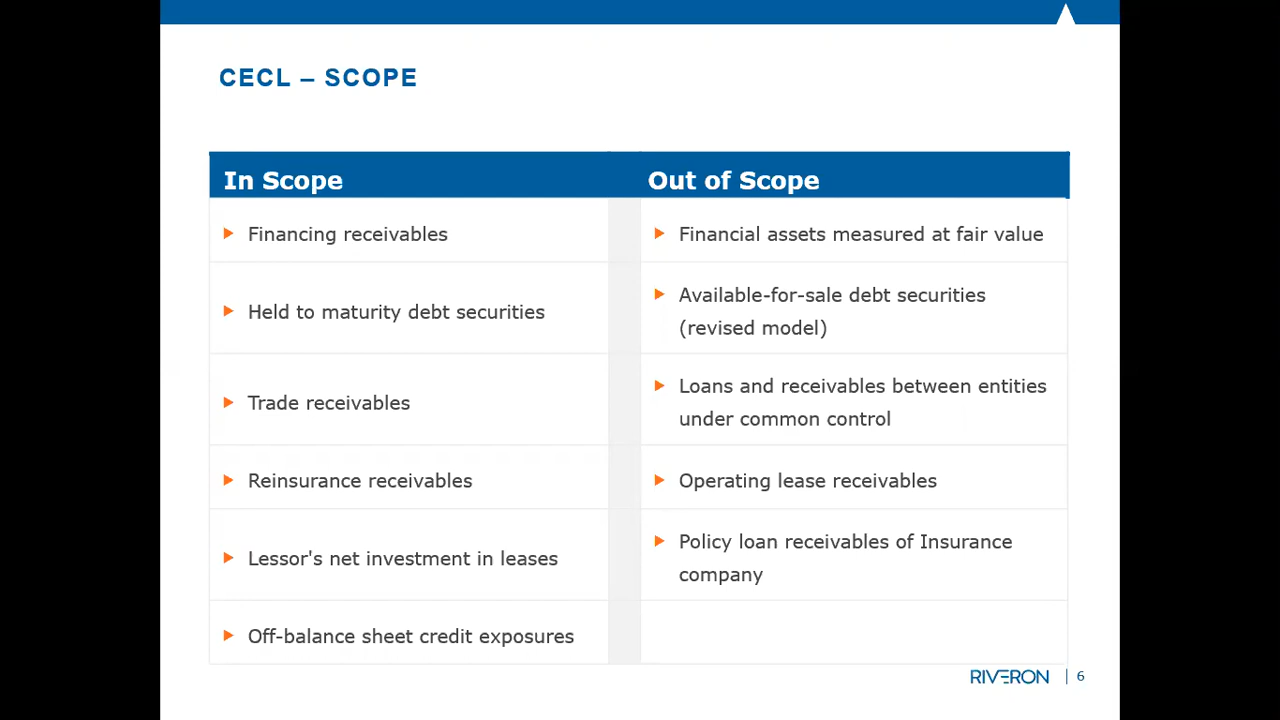 CECL – SCOPE
In Scope
Out of Scope
Financing receivables
Financial assets measured at fair value
Held to maturity debt securities
Available-for-sale debt securities
(revised model)
Trade receivables
Loans and receivables between entities
under common control
Reinsurance receivables
Operating lease receivables
Lessor's net investment in leases
Policy loan receivables of Insurance
company
Off-balance sheet credit exposures
RIVERON | 6